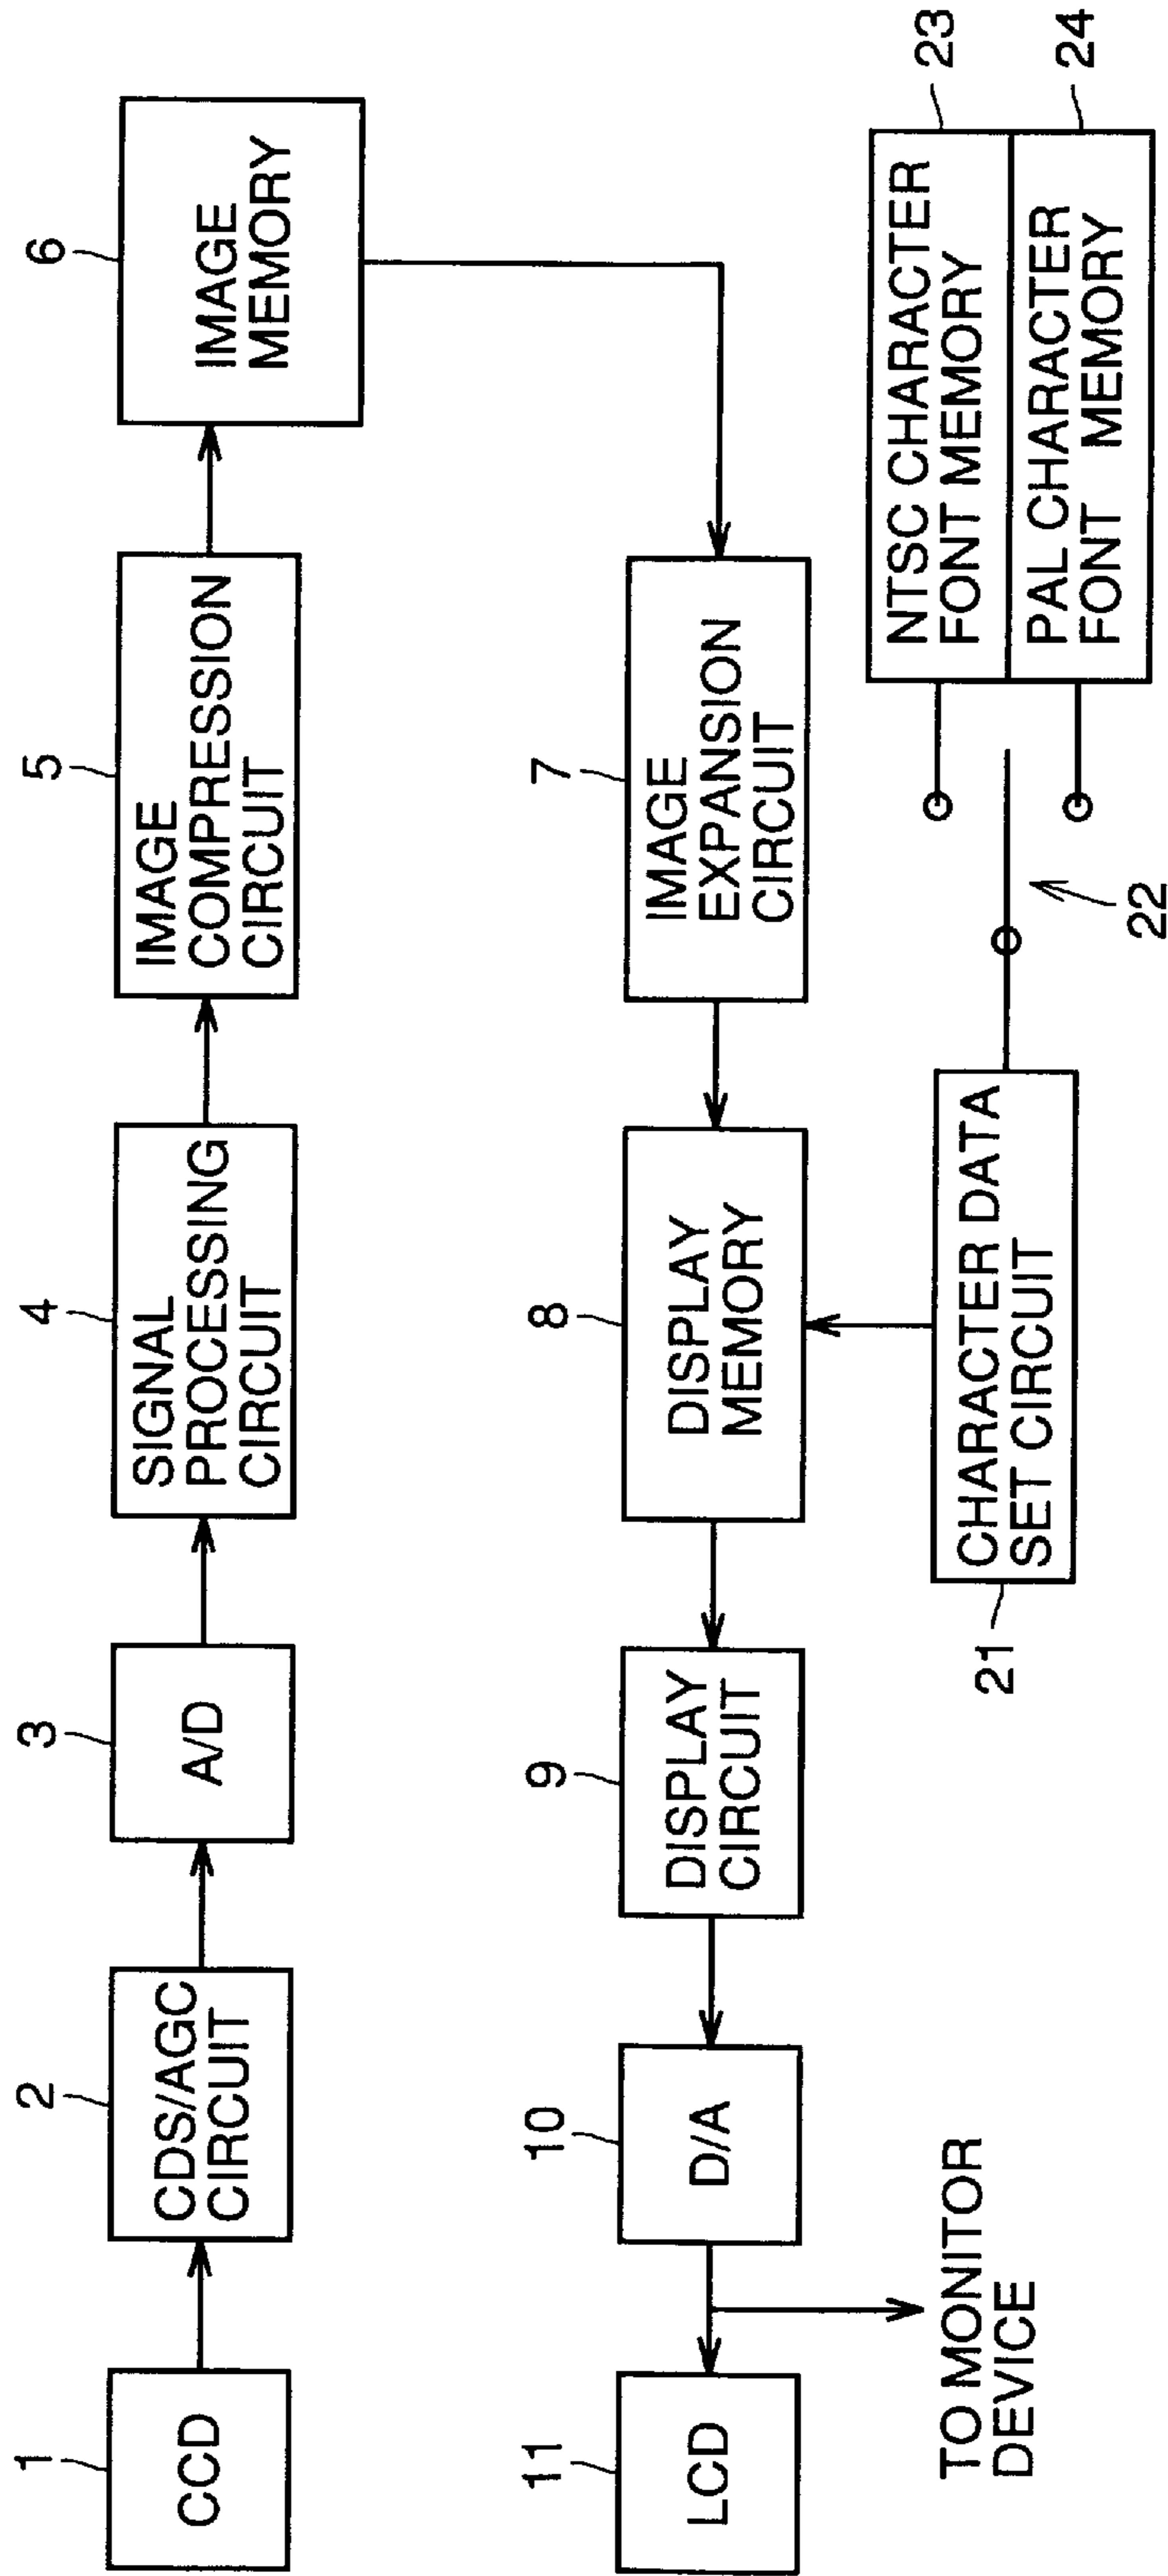 1
CCD
2
CDS/AGC
CIRCUIT
3
A/D
4
SIGNAL
PROCESSING
CIRCUIT
5
IMAGE
COMPRESSION
CIRCUIT
6
IMAGE
MEMORY
11
LCD
10
D/A
9
DISPLAY
CIRCUIT
8
DISPLAY
MEMORY
7
IMAGE
EXPANSION
CIRCUIT
TO MONITOR
DEVICE
21
CHARACTER DATA
SET CIRCUIT
22
NTSC CHARACTER
FONT MEMORY
23
PAL CHARACTER
FONT MEMORY
24